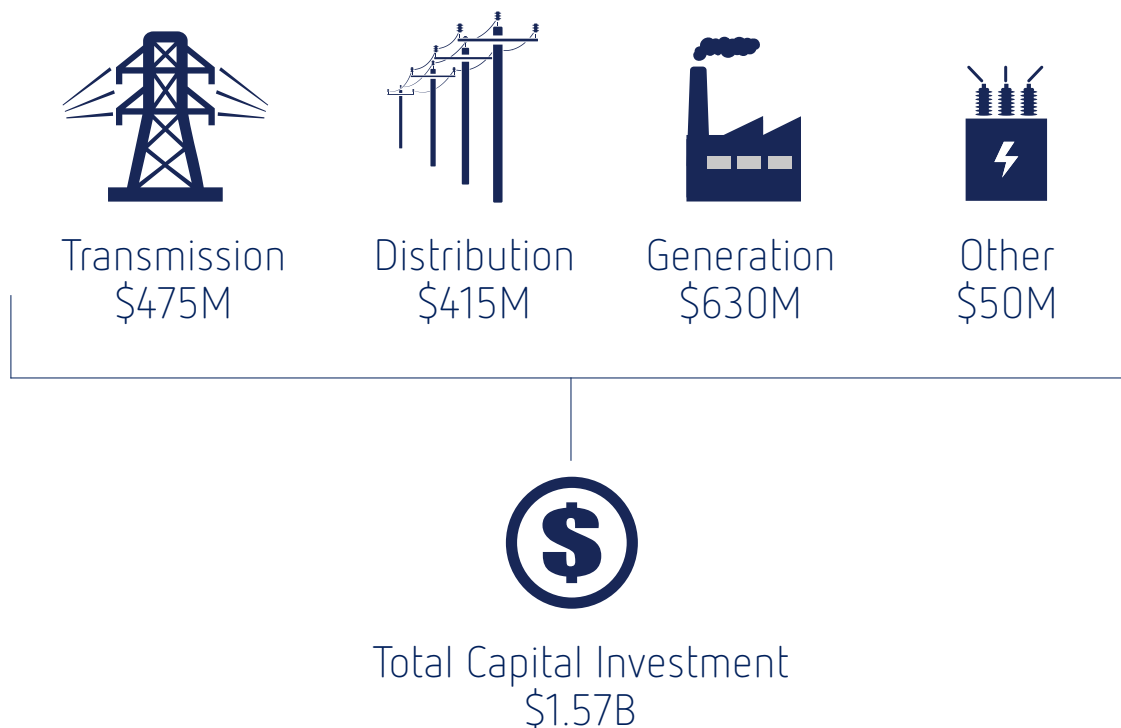 Transmission
$475M
Distribution
$415M
Generation
$630M
Other
$50M
$
Total Capital Investment
$1.57B